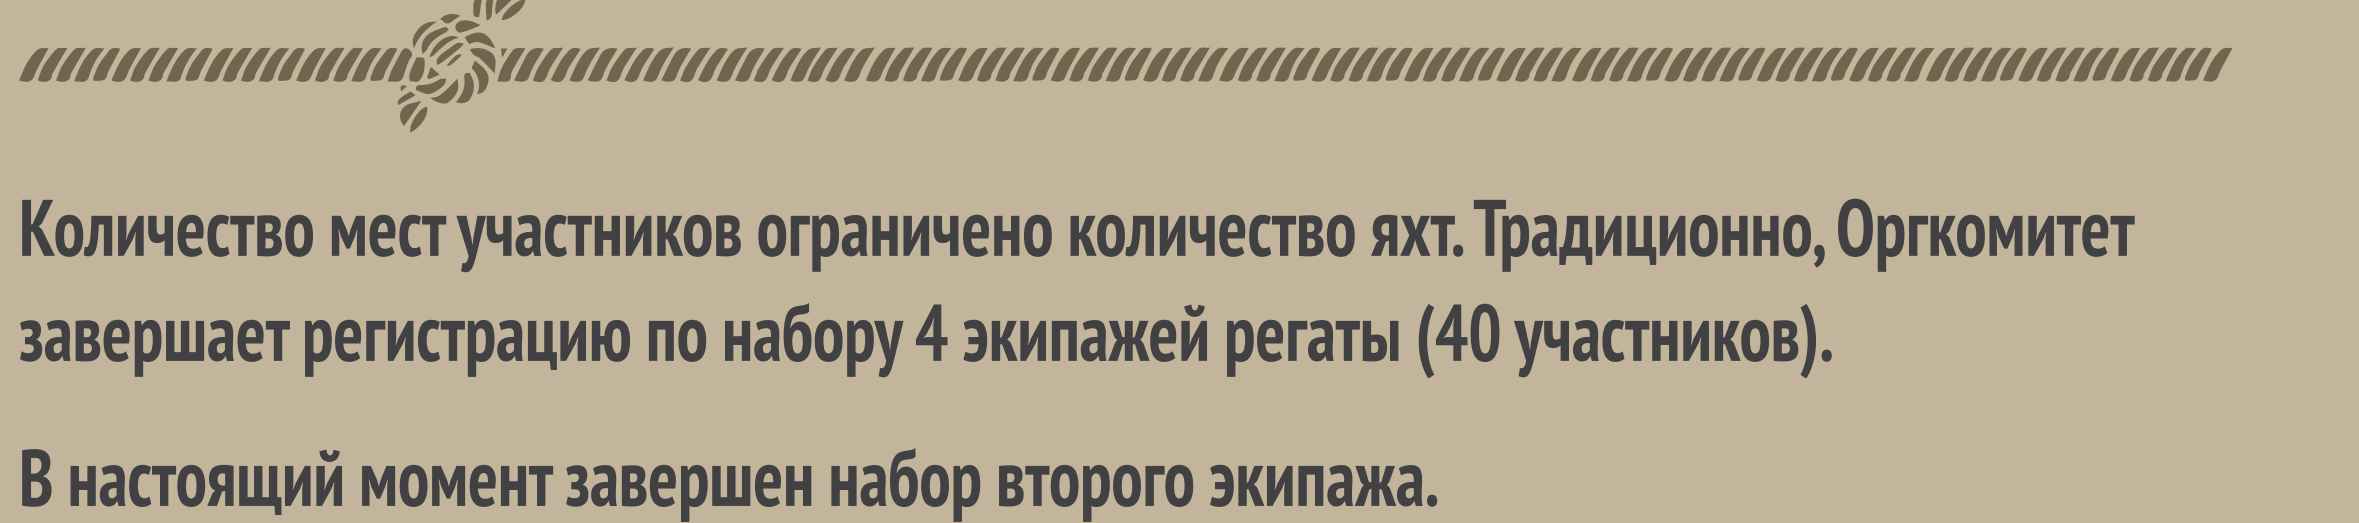 Количество мест участников ограничено количество яхт. Традиционно, Оргкомитет
завершает регистрацию по набору 4 экипажей регаты (40 участников).
В настоящий момент завершен набор второго экипажа.